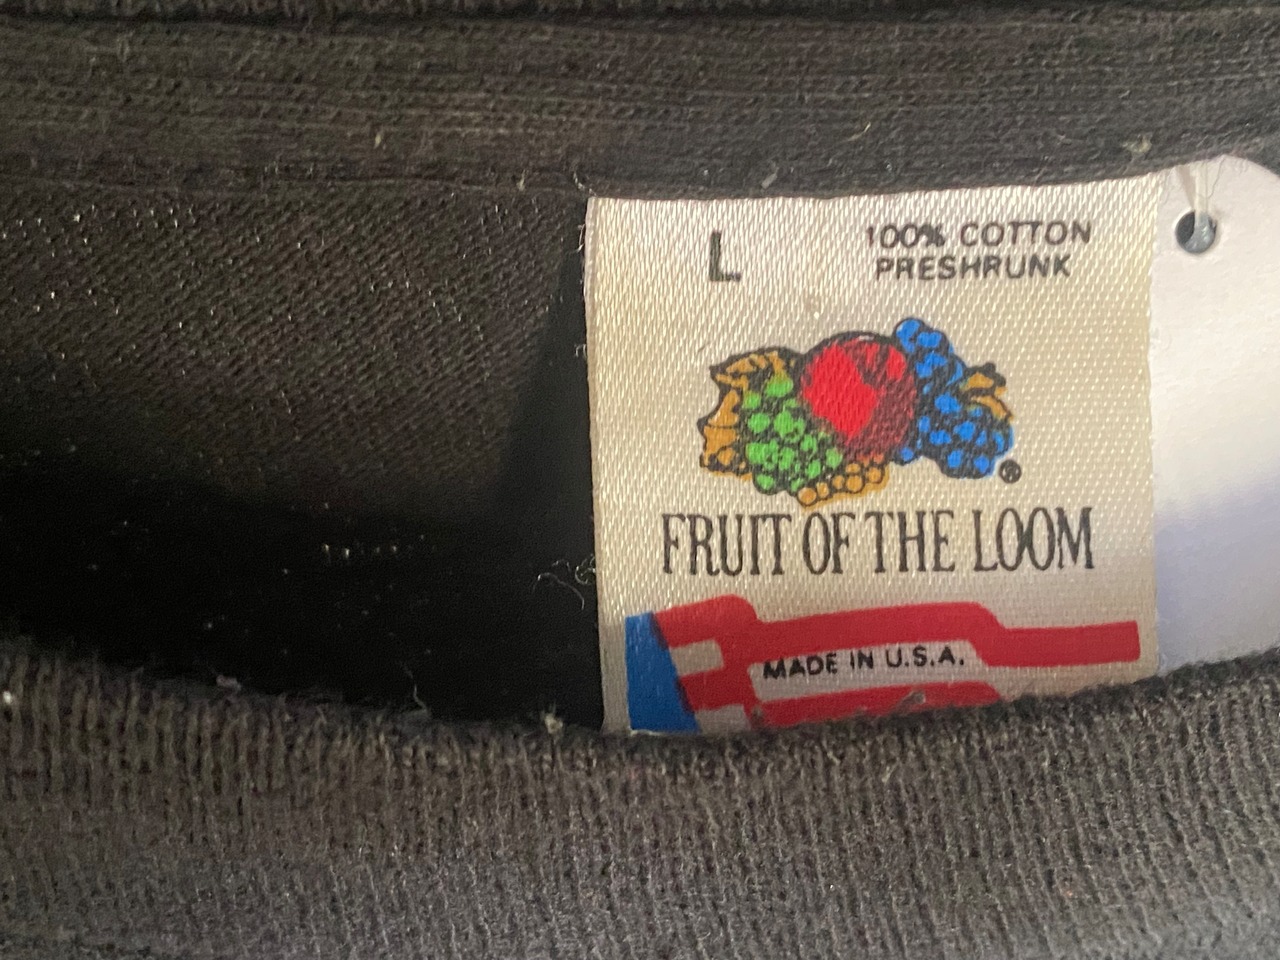 L
100% COTTON
PRESHRUNK
®
FRUIT OF THE LOOM
MADE IN U.S.A.